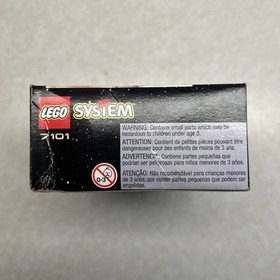 LEGO SYSTEM
7101
WARNING: Contains small parts which may be
hazardous to children under age 3.
ATTENTION: Contient de petites pièces pouvant être
dangereuses pour des enfants de moins de 3 ans.
ADVERTENCIA: Contiene partes pequeñas que
podrían ser peligrosas para niños menores de 3 años.
ATENÇÃO: Não recomendável para crianças menores
de 3 anos, por conter partes pequenas que podem ser
engolidas.
0-3